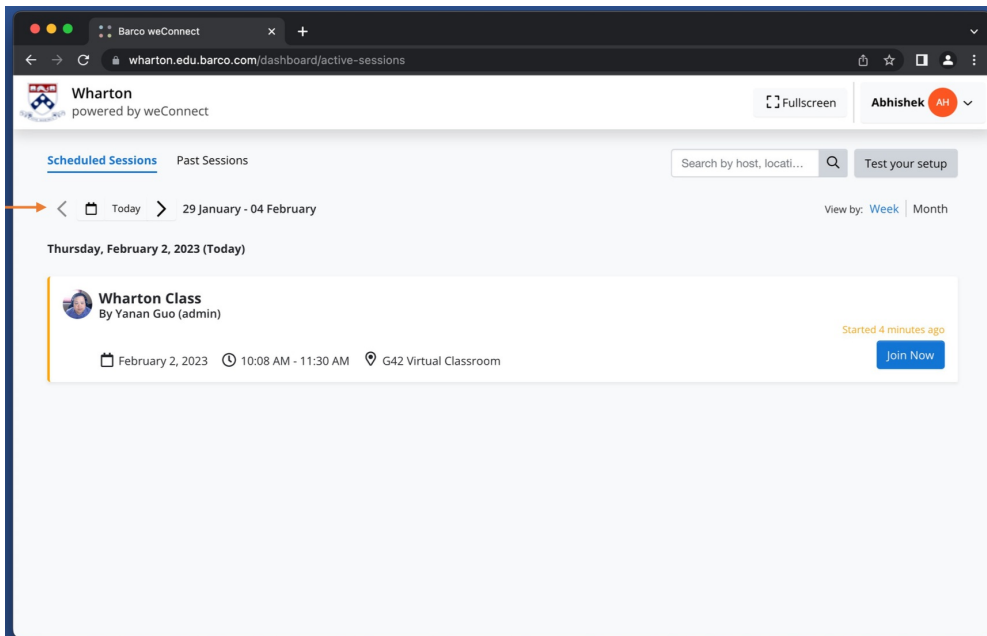 Barco weConnect
wharton.edu.barco.com/dashboard/active-sessions
Wharton
powered by weConnect
Fullscreen
Abhishek AH
Scheduled Sessions Past Sessions
Search by host, locati... Test your setup
Today 29 January - 04 February
View by: Week Month
Thursday, February 2, 2023 (Today)
Wharton Class
By Yanan Guo (admin)
Started 4 minutes ago
February 2, 2023 10:08 AM - 11:30 AM G42 Virtual Classroom
Join Now